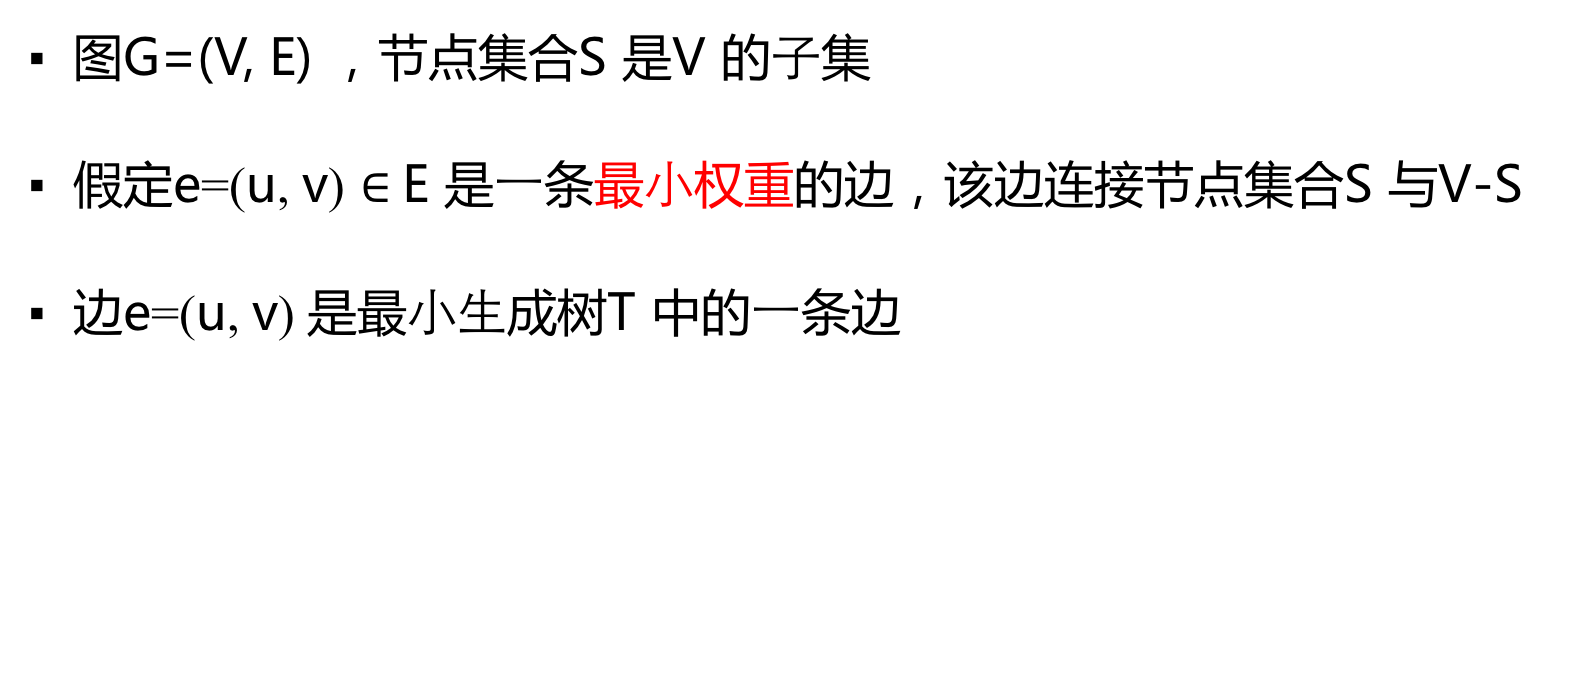 ▪ 图G=(V, E) ，节点集合S 是V 的子集
▪ 假定e=(u, v) ∈ E 是一条最小权重的边，该边连接节点集合S 与V-S
▪ 边e=(u, v) 是最小生成树T 中的一条边